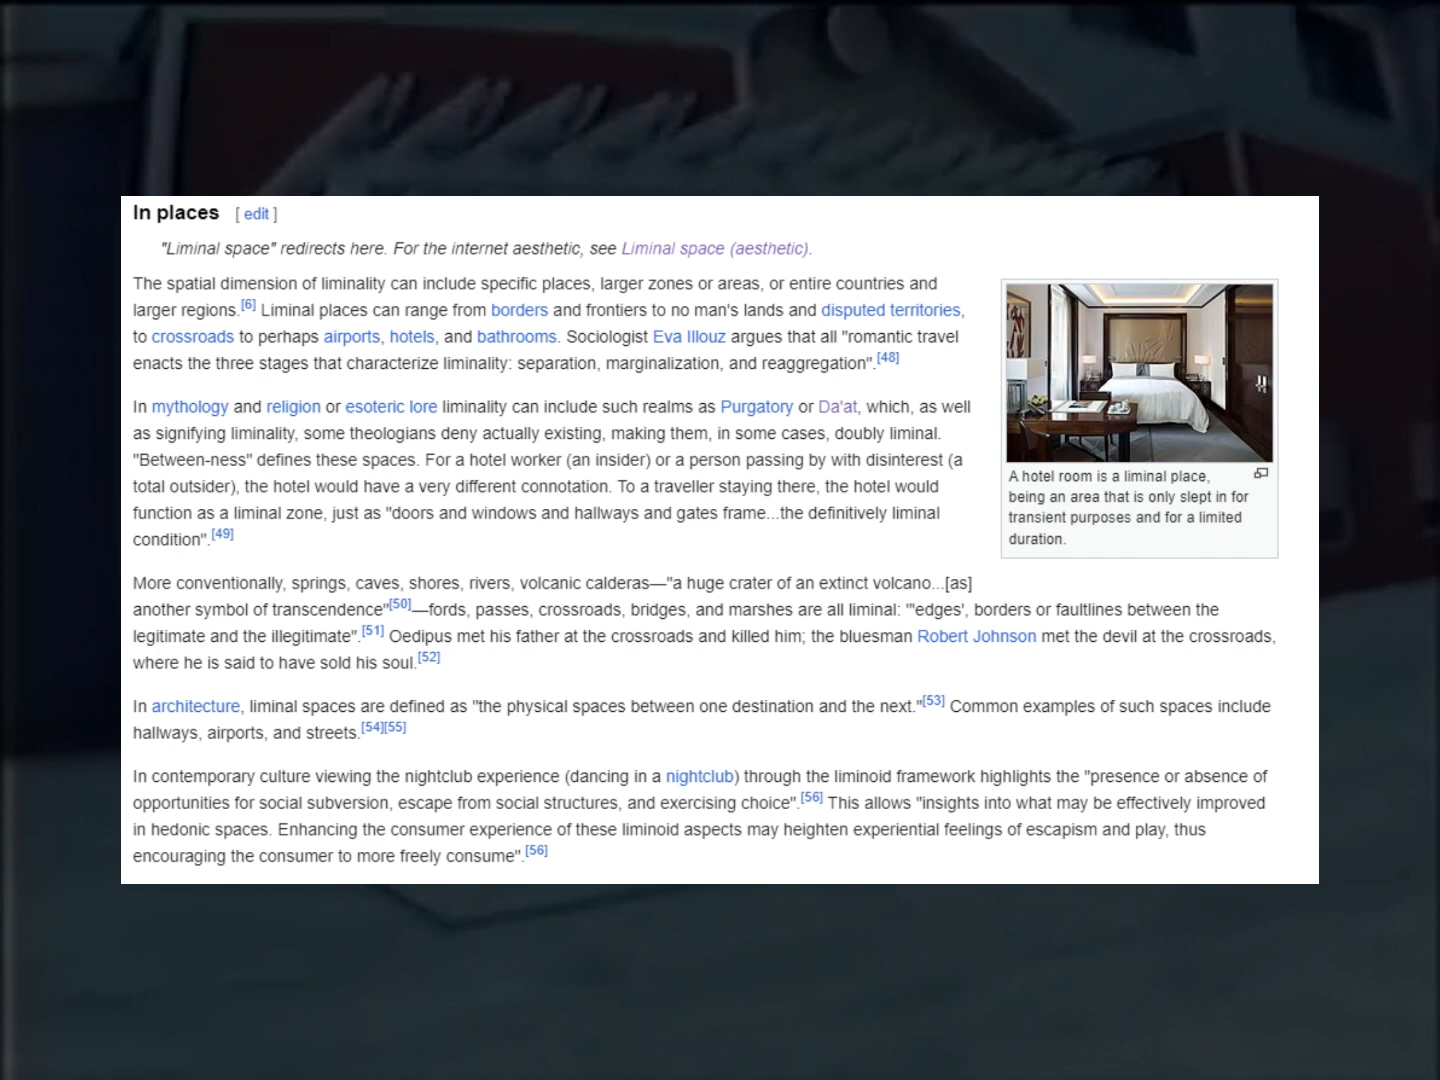 In places [ edit ]
"Liminal space" redirects here. For the internet aesthetic, see Liminal space (aesthetic).
The spatial dimension of liminality can include specific places, larger zones or areas, or entire countries and
larger regions.[6] Liminal places can range from borders and frontiers to no man's lands and disputed territories,
to crossroads to perhaps airports, hotels, and bathrooms. Sociologist Eva Illouz argues that all "romantic travel
enacts the three stages that characterize liminality: separation, marginalization, and reaggregation".[48]
In mythology and religion or esoteric lore liminality can include such realms as Purgatory or Da'at, which, as well
as signifying liminality, some theologians deny actually existing, making them, in some cases, doubly liminal.
"Between-ness" defines these spaces. For a hotel worker (an insider) or a person passing by with disinterest (a
total outsider), the hotel would have a very different connotation. To a traveller staying there, the hotel would
function as a liminal zone, just as "doors and windows and hallways and gates frame...the definitively liminal
condition".[49]
A hotel room is a liminal place,
being an area that is only slept in for
transient purposes and for a limited
duration.
More conventionally, springs, caves, shores, rivers, volcanic calderas—"a huge crater of an extinct volcano...[as]
another symbol of transcendence"[50]—fords, passes, crossroads, bridges, and marshes are all liminal: "'edges', borders or faultlines between the
legitimate and the illegitimate".[51] Oedipus met his father at the crossroads and killed him; the bluesman Robert Johnson met the devil at the crossroads,
where he is said to have sold his soul.[52]
In architecture, liminal spaces are defined as "the physical spaces between one destination and the next."[53] Common examples of such spaces include
hallways, airports, and streets.[54][55]
In contemporary culture viewing the nightclub experience (dancing in a nightclub) through the liminoid framework highlights the "presence or absence of
opportunities for social subversion, escape from social structures, and exercising choice".[56] This allows "insights into what may be effectively improved
in hedonic spaces. Enhancing the consumer experience of these liminoid aspects may heighten experiential feelings of escapism and play, thus
encouraging the consumer to more freely consume".[56]